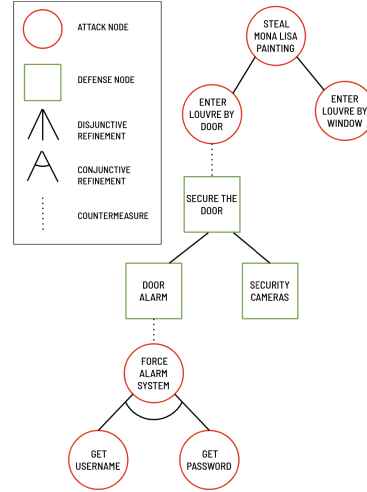 ATTACK NODE
DEFENSE NODE
DISJUNCTIVE
REFINEMENT
CONJUNCTIVE
REFINEMENT
COUNTERMEASURE
STEAL
MONA LISA
PAINTING
ENTER
LOUVRE BY
DOOR
ENTER
LOUVRE BY
WINDOW
SECURE THE
DOOR
DOOR
ALARM
SECURITY
CAMERAS
FORCE
ALARM
SYSTEM
GET
USERNAME
GET
PASSWORD